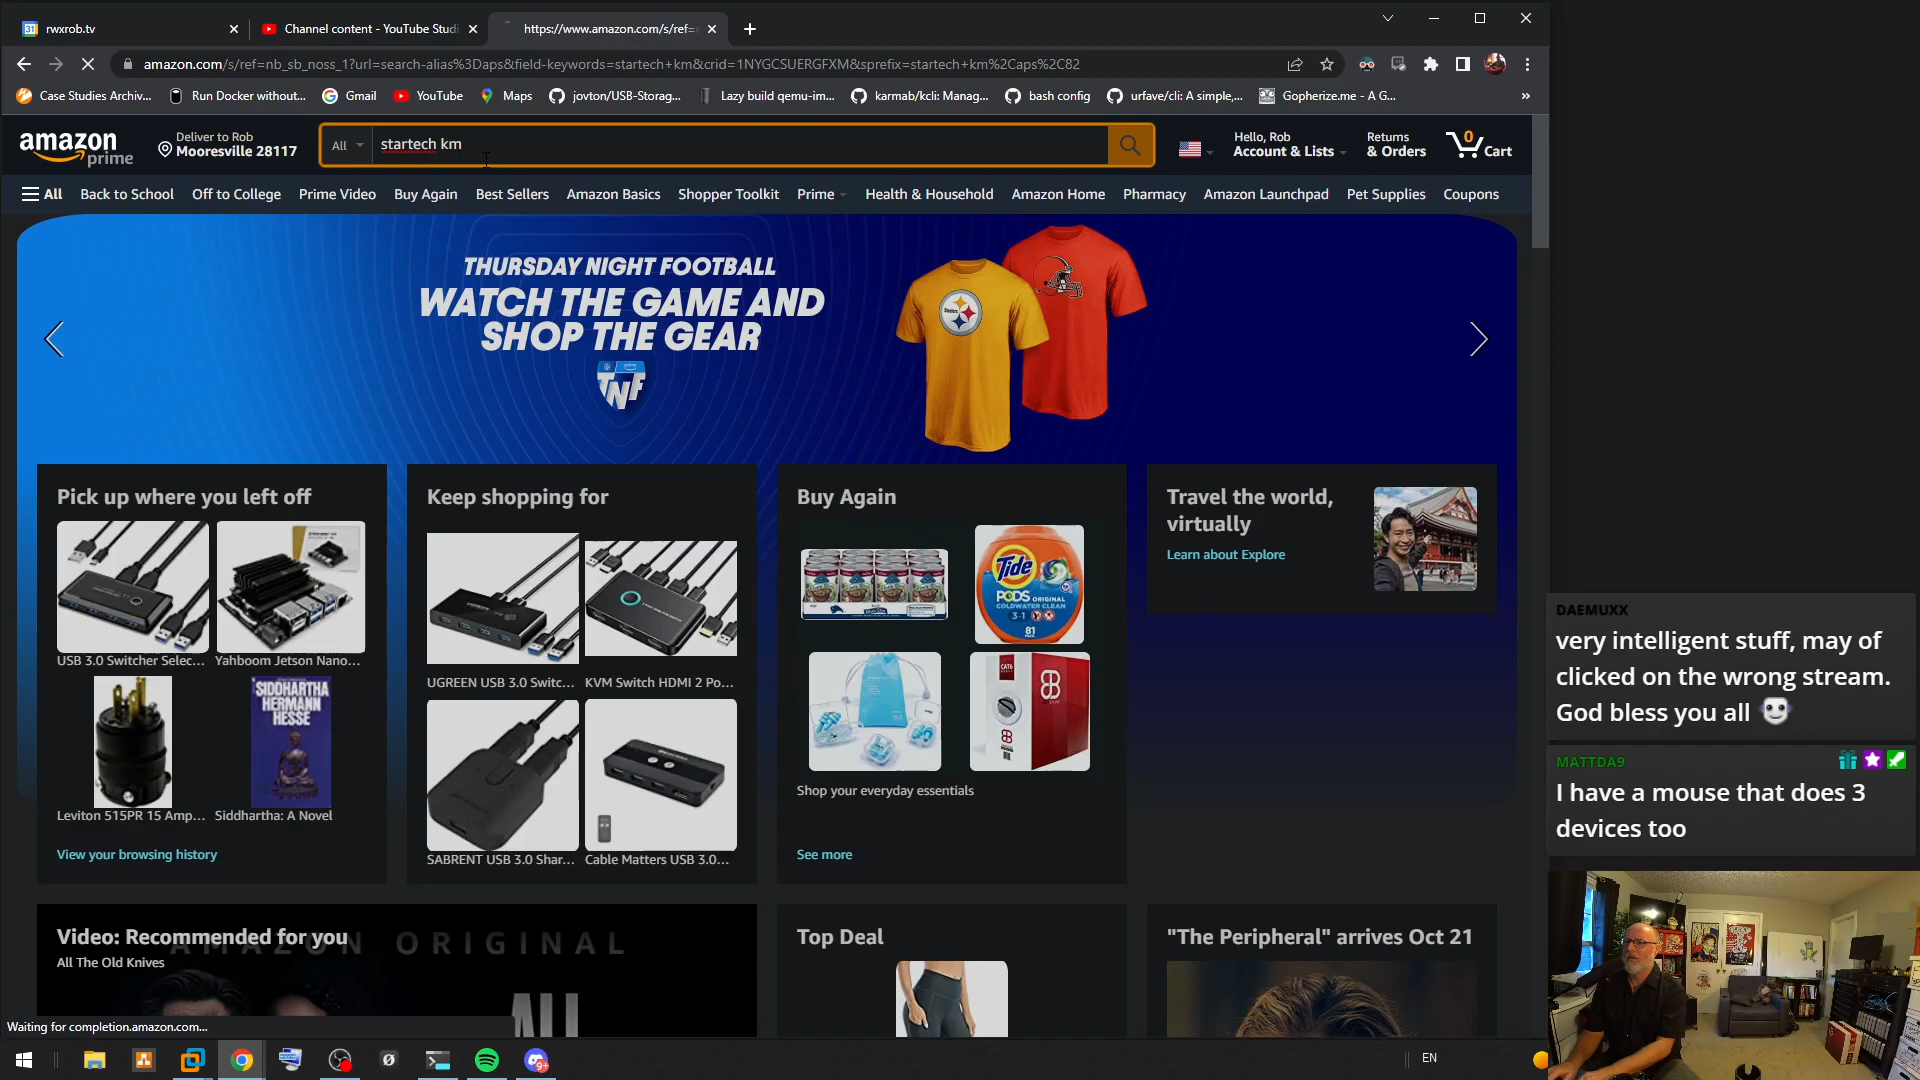 rwxrob.tv
Channel content - YouTube Studi
https://www.amazon.com/s/ref=
amazon.com/s/ref=nb_sb_noss_1?url=search-alias%3Daps&field-keywords=startech+km&crid=1NYGCSUERGFXM&sprefix=startech+km%2Caps%2C82
Case Studies Archiv...
Run Docker without...
Gmail
YouTube
Maps
jovton/USB-Storag...
Lazy build qemu-im...
karmab/kcli: Manag...
bash config
urfave/cli: A simple,...
Gopherize.me - A G...
»
amazon
prime
Deliver to Rob
Mooresville 28117
All
startech km
Hello, Rob
Account & Lists
Returns
& Orders
0
Cart
All
Back to School
Off to College
Prime Video
Buy Again
Best Sellers
Amazon Basics
Shopper Toolkit
Prime
Health & Household
Amazon Home
Pharmacy
Amazon Launchpad
Pet Supplies
Coupons
THURSDAY NIGHT FOOTBALL
WATCH THE GAME AND
SHOP THE GEAR
TNF
Pick up where you left off
USB 3.0 Switcher Selec...
Yahboom Jetson Nano...
SIDDHARTHA
HERMANN
HESSE
Leviton 515PR 15 Amp...
Siddhartha: A Novel
View your browsing history
Keep shopping for
UGREEN USB 3.0 Switc...
KVM Switch HDMI 2 Po...
SABRENT USB 3.0 Shar...
Cable Matters USB 3.0...
Buy Again
Tide
PODS ORIGINAL
COLDWATER CLEAN
3-1
81
CAT6
Shop your everyday essentials
See more
Travel the world,
virtually
Learn about Explore
Video: Recommended for you
AMAZON ORIGINAL
All The Old Knives
ALL
Top Deal
"The Peripheral" arrives Oct 21
Waiting for completion.amazon.com...
EN
9+
DAEMUXX
very intelligent stuff, may of
clicked on the wrong stream.
God bless you all
MATTDA9
I have a mouse that does 3
devices too